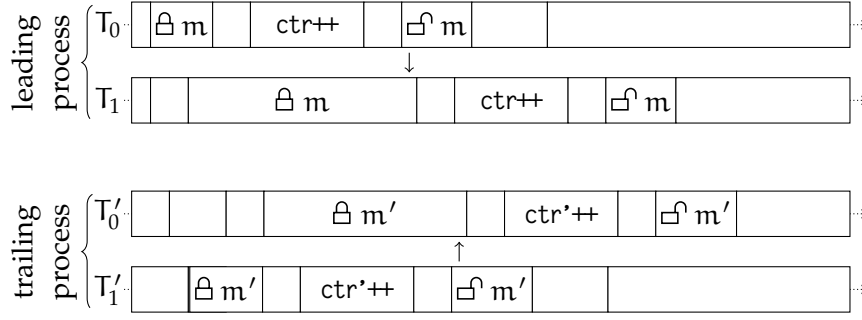 leading process
T₀ 🔒 m ctr++ 🔓 m
↓
T₁ 🔒 m ctr++ 🔓 m
trailing process
T₀′ 🔒 m′ ctr'++ 🔓 m′
↑
T₁′ 🔒 m′ ctr'++ 🔓 m′